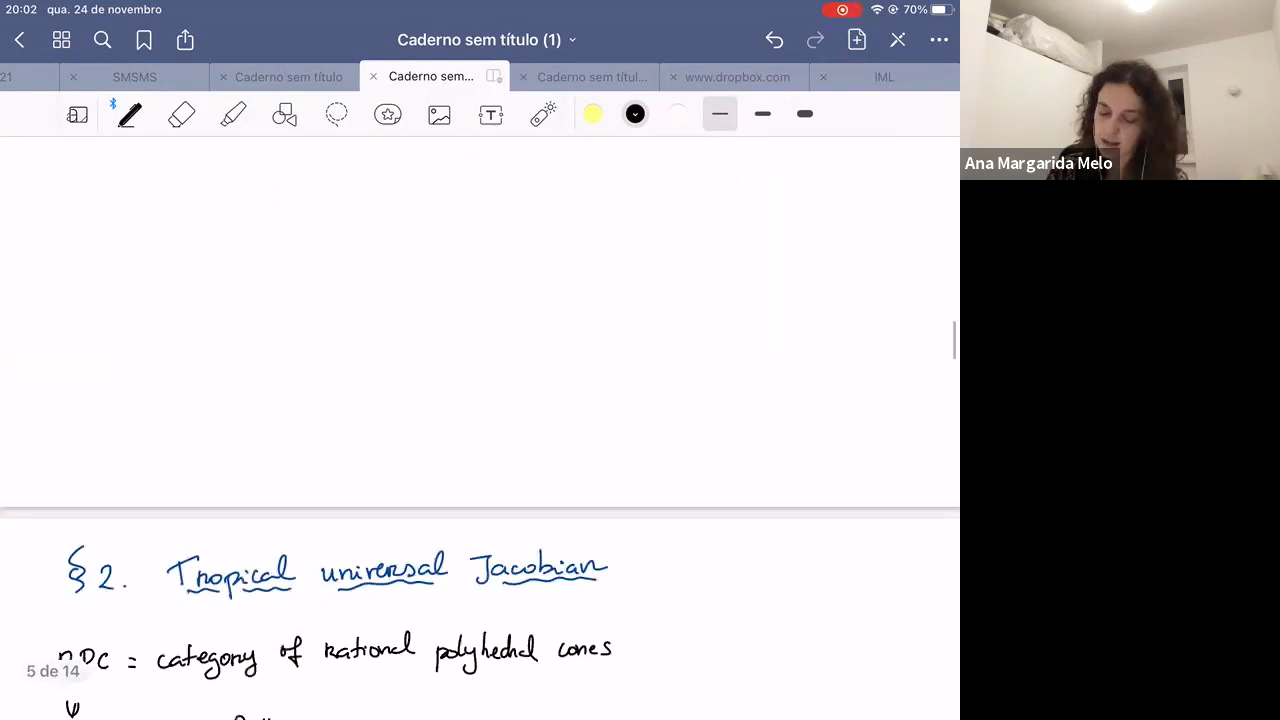 20:02 qua. 24 de novembro
70%
Caderno sem título (1)
21
SMSMS
Caderno sem título
Caderno sem...
Caderno sem títul...
www.dropbox.com
IML
Ana Margarida Melo
§ 2. Tropical universal Jacobian
= category of rational polyhedral cones
5 de 14